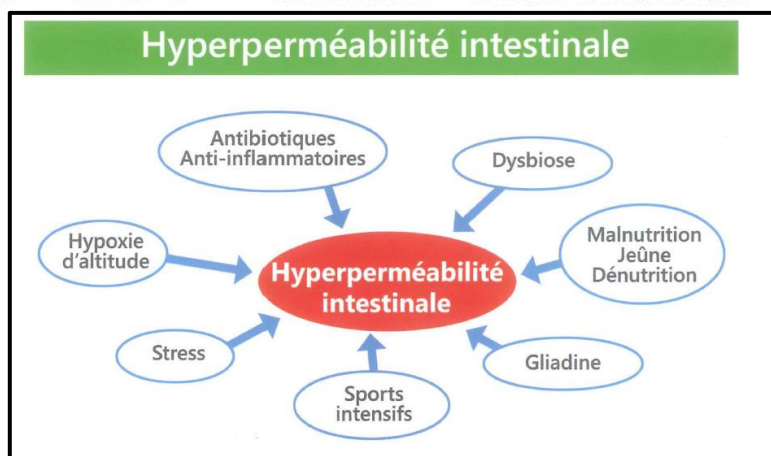 Hyperperméabilité intestinale
Antibiotiques
Anti-inflammatoires
Dysbiose
Hypoxie
d'altitude
Hyperperméabilité
intestinale
Malnutrition
Jeûne
Dénutrition
Stress
Sports
intensifs
Gliadine